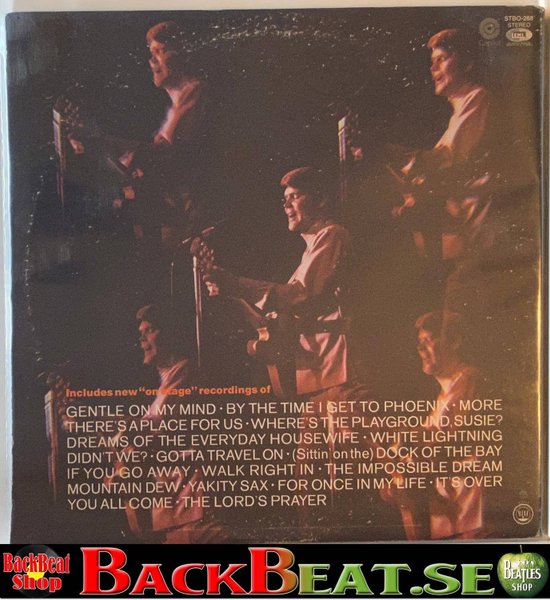 STBO-268
STEREO
Includes new "on stage" recordings of
GENTLE ON MY MIND · BY THE TIME I GET TO PHOENIX · MORE
THERE'S A PLACE FOR US · WHERE'S THE PLAYGROUND, SUSIE?
DREAMS OF THE EVERYDAY HOUSEWIFE · WHITE LIGHTNING
DIDN'T WE? · GOTTA TRAVEL ON · (Sittin on the) DOCK OF THE BAY
IF YOU GO AWAY · WALK RIGHT IN · THE IMPOSSIBLE DREAM
MOUNTAIN DEW · YAKITY SAX · FOR ONCE IN MY LIFE · IT'S OVER
YOU ALL COME · THE LORD'S PRAYER
BackBeat
Shop
BACKBEAT.SE
BEATLES
SHOP